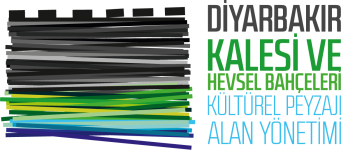 DİYARBAKIR
KALESİ VE
HEVSEL BAHÇELERİ
KÜLTÜREL PEYZAJI
ALAN YÖNETİMİ